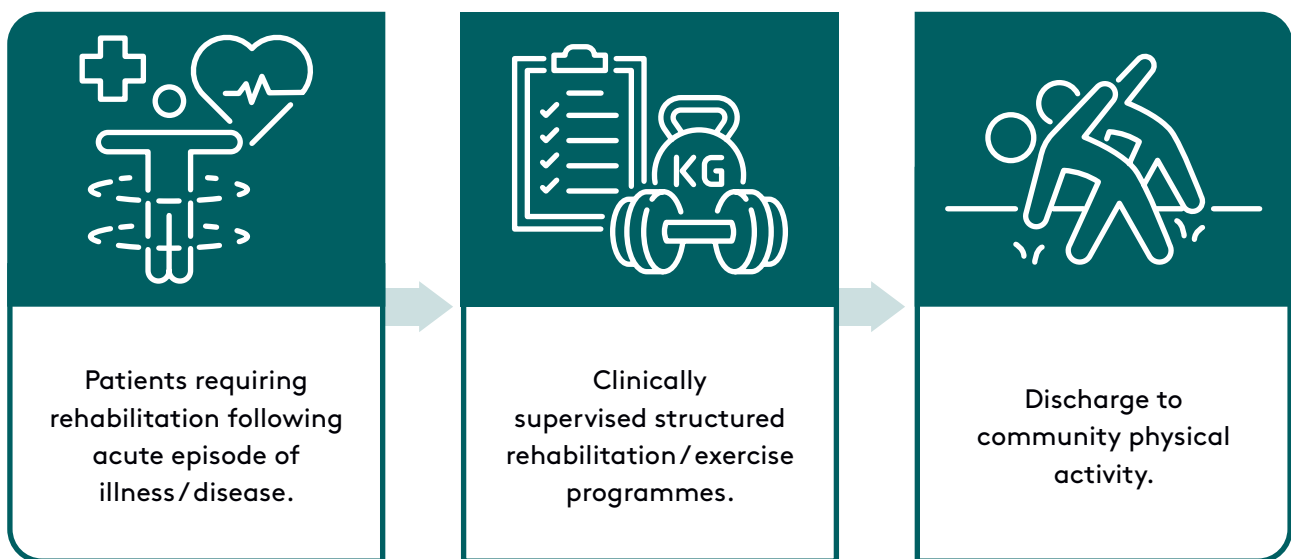 KG
Patients requiring
rehabilitation following
acute episode of
illness/disease.
Clinically
supervised structured
rehabilitation/exercise
programmes.
Discharge to
community physical
activity.